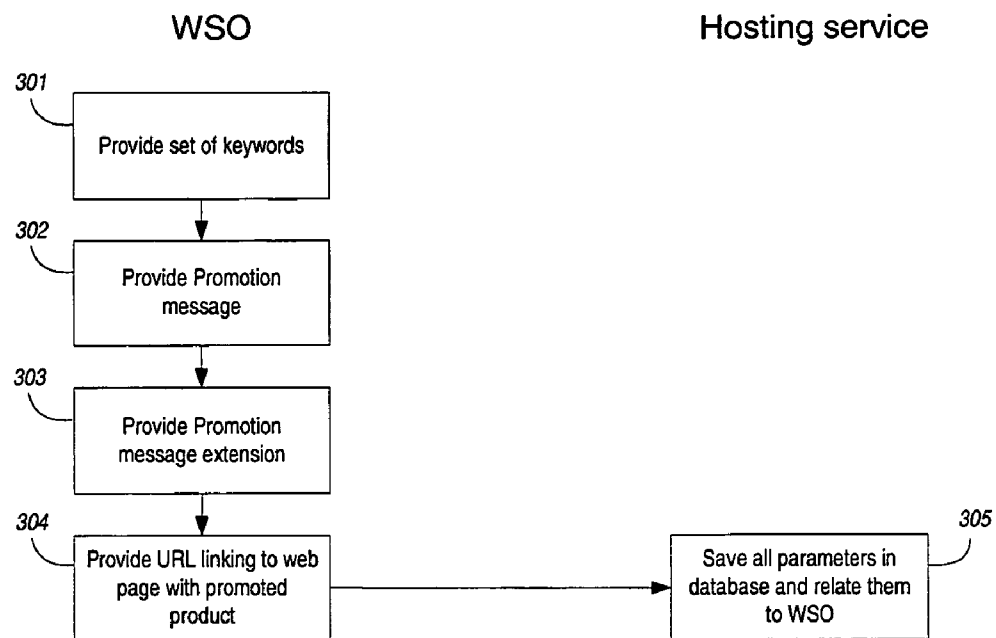 WSO
Hosting service
301
Provide set of keywords
302
Provide Promotion
message
303
Provide Promotion
message extension
304
Provide URL linking to web
page with promoted
product
305
Save all parameters in
database and relate them
to WSO